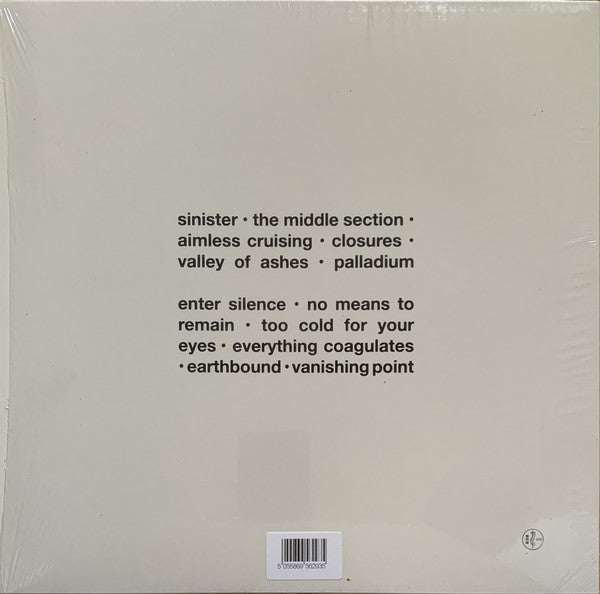 sinister • the middle section •
aimless cruising • closures •
valley of ashes • palladium
enter silence • no means to
remain • too cold for your
eyes • everything coagulates
• earthbound • vanishing point
5 055869 562935